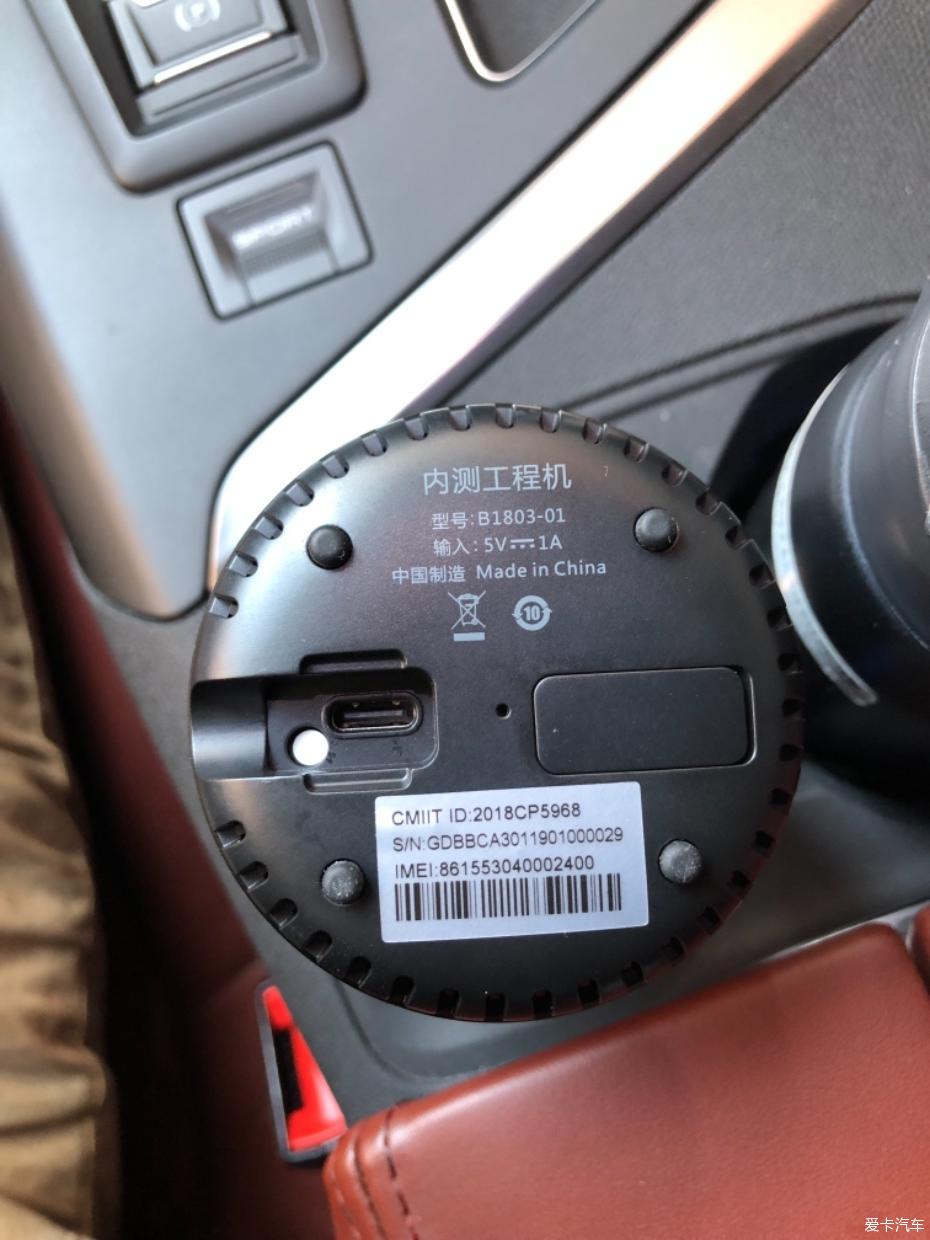 (P)
SPORT
内测工程机
型号: B1803-01
输入: 5V⎓1A
中国制造 Made in China
10
CMIIT ID:2018CP5968
S/N:GDBBCA3011901000029
IMEI:861553040002400
爱卡汽车